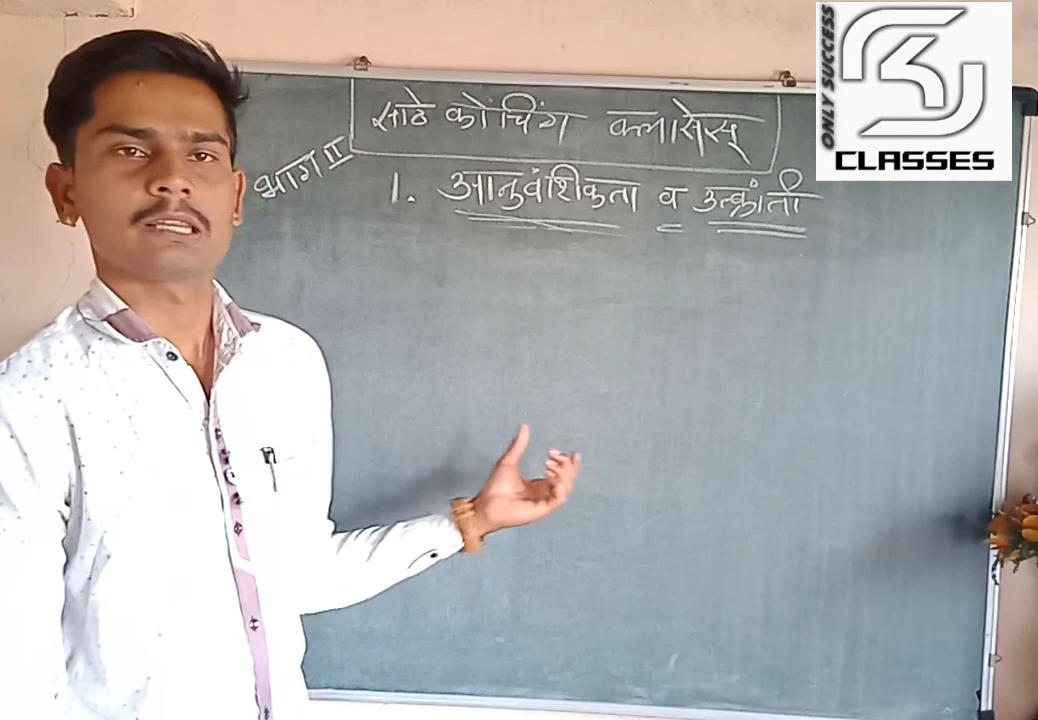 साठे कोचिंग क्लासेस्
भाग II
1. आनुवंशिकता व उत्क्रांती
ONLY SUCCESS
CLASSES